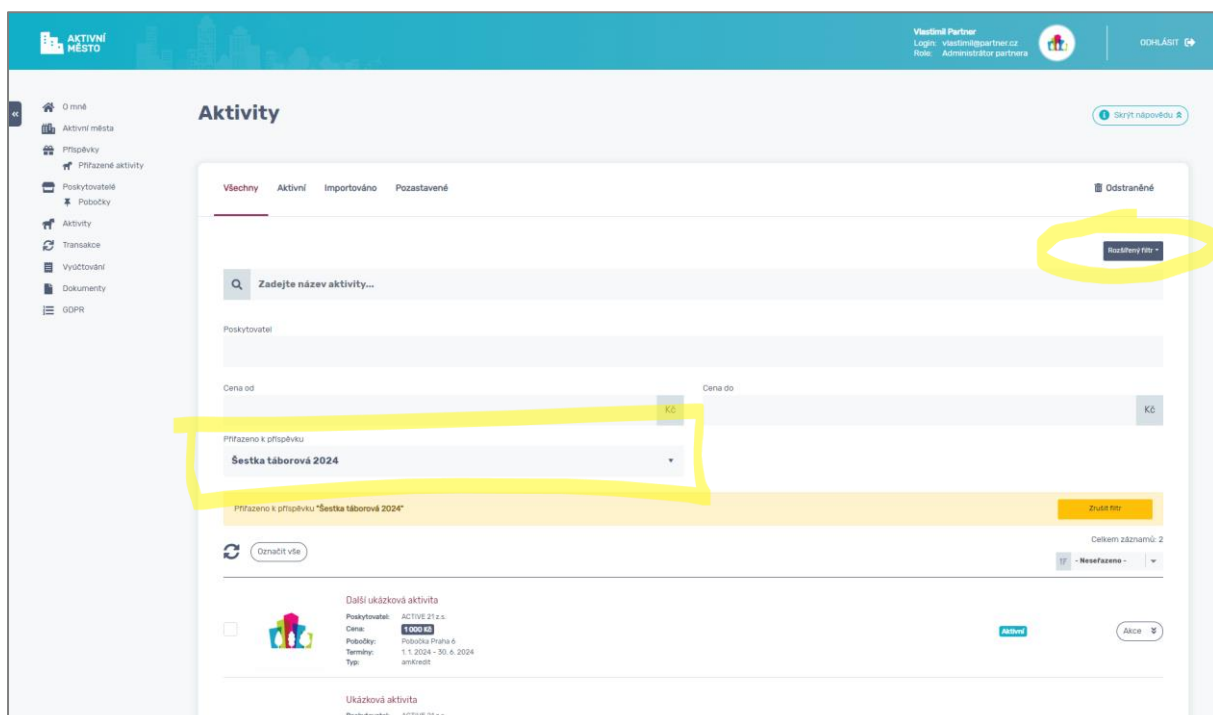 AKTIVNÍ
MĚSTO
Vlastimil Partner
Login: vlastimil@partner.cz
Role: Administrátor partnera
ODHLÁSIT
O mně
Aktivní města
Příspěvky
Přiřazené aktivity
Poskytovatelé
Pobočky
Aktivity
Transakce
Vyúčtování
Dokumenty
GDPR
Aktivity
Skrýt nápovědu
Všechny Aktivní Importováno Pozastavené Odstraněné
Rozšířený filtr
Zadejte název aktivity...
Poskytovatel
Cena od Cena do
Kč Kč
Přiřazeno k příspěvku
Šestka táborová 2024
Přiřazeno k příspěvku "Šestka táborová 2024" Zrušit filtr
Označit vše
Celkem záznamů: 2
- Neseřazeno -
Další ukázková aktivita
Poskytovatel: ACTIVE 21 z.s.
Cena: 1 000 Kč
Pobočky: Pobočka Praha 6
Termíny: 1. 1. 2024 - 30. 6. 2024
Typ: amKredit
Aktivní
Akce
Ukázková aktivita